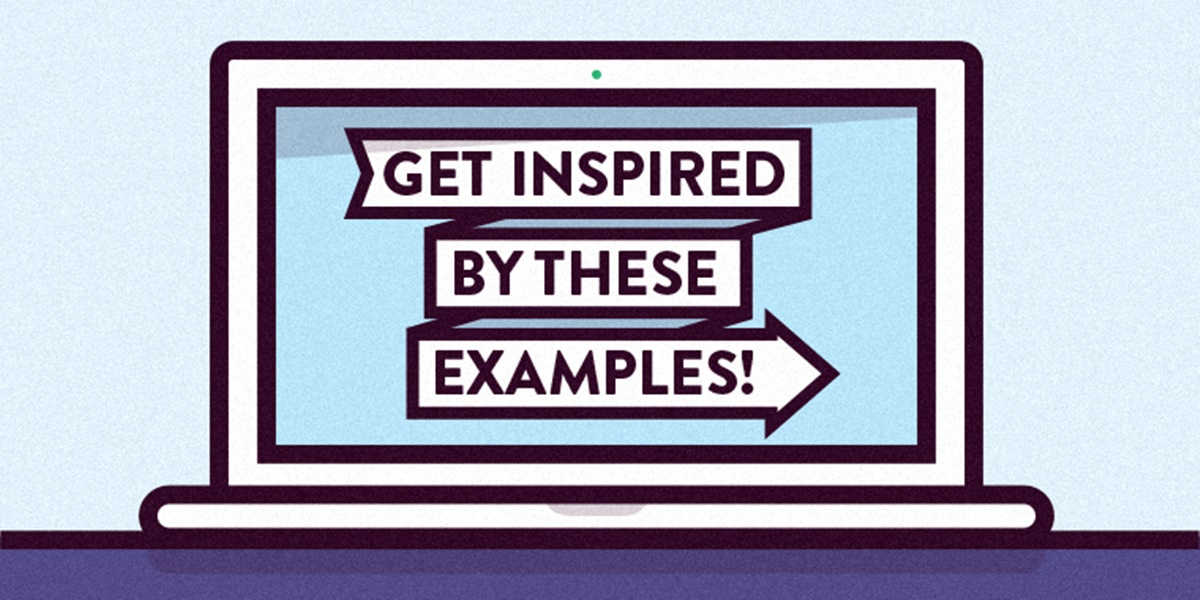 GET INSPIRED
BY THESE
EXAMPLES!